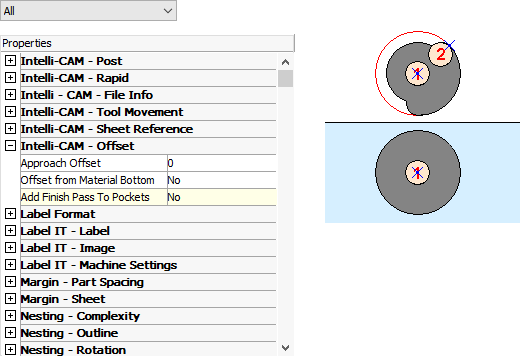 All
Properties
Intelli-CAM - Post
Intelli-CAM - Rapid
Intelli - CAM - File Info
Intelli-CAM - Tool Movement
Intelli-CAM - Sheet Reference
Intelli-CAM - Offset
Approach Offset 0
Offset from Material Bottom No
Add Finish Pass To Pockets No
Label Format
Label IT - Label
Label IT - Image
Label IT - Machine Settings
Margin - Part Spacing
Margin - Sheet
Nesting - Complexity
Nesting - Outline
Nesting - Rotation
2
1
1